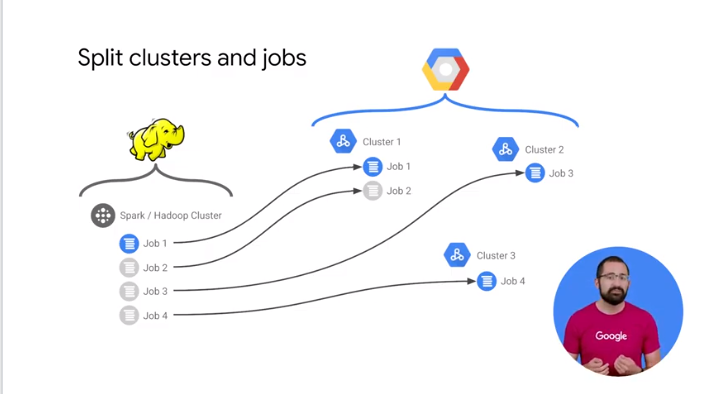 Split clusters and jobs
Cluster 1
Job 1
Job 2
Cluster 2
Job 3
Spark / Hadoop Cluster
Job 1
Job 2
Job 3
Job 4
Cluster 3
Job 4
Google